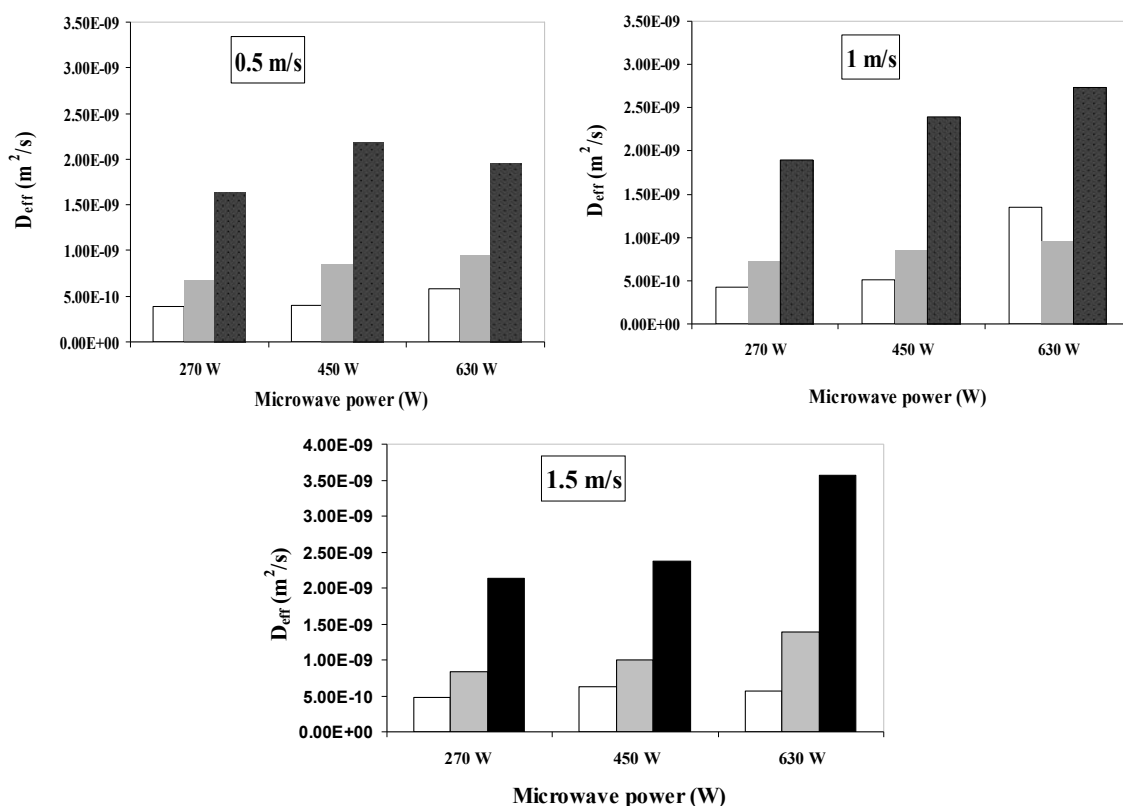 0.5 m/s
3.50E-09
3.00E-09
2.50E-09
2.00E-09
1.50E-09
1.00E-09
5.00E-10
0.00E+00
D_eff (m²/s)
270 W 450 W 630 W
Microwave power (W)
1 m/s
3.50E-09
3.00E-09
2.50E-09
2.00E-09
1.50E-09
1.00E-09
5.00E-10
0.00E+00
D_eff (m²/s)
270 W 450 W 630 W
Microwave power (W)
1.5 m/s
4.00E-09
3.50E-09
3.00E-09
2.50E-09
2.00E-09
1.50E-09
1.00E-09
5.00E-10
0.00E+00
D_eff (m²/s)
270 W 450 W 630 W
Microwave power (W)